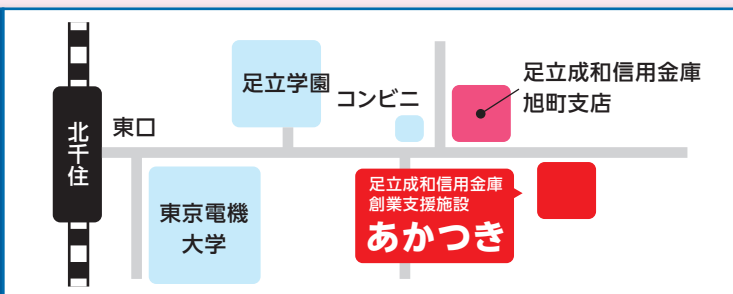 北千住
東口
足立学園
コンビニ
足立成和信用金庫
旭町支店
東京電機
大学
足立成和信用金庫
創業支援施設
あかつき